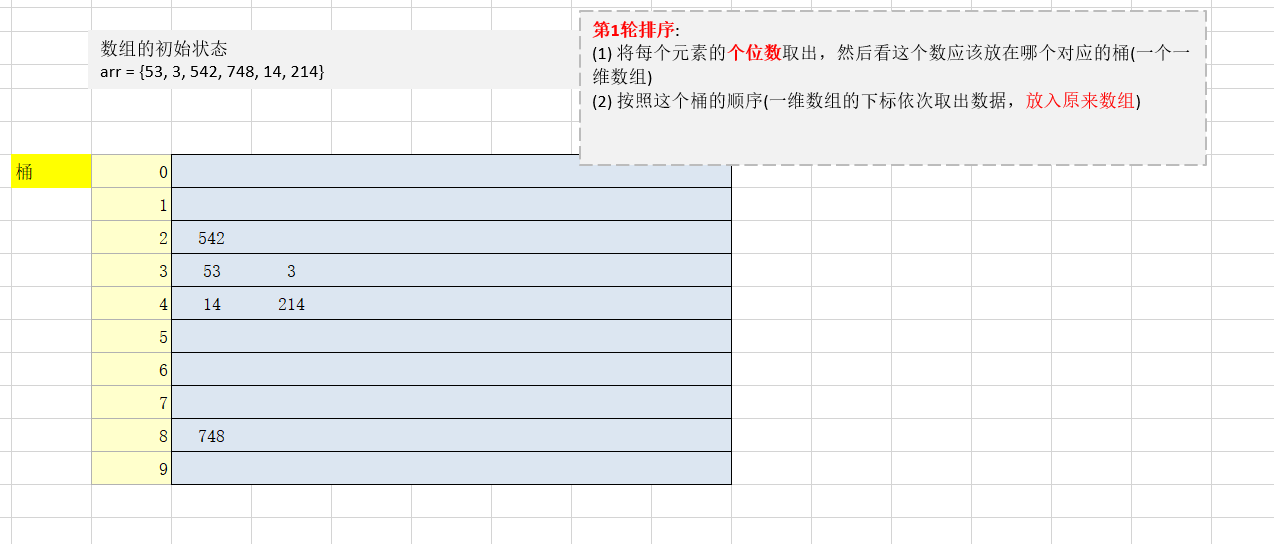 数组的初始状态
arr = {53, 3, 542, 748, 14, 214}
第1轮排序:
(1) 将每个元素的个位数取出，然后看这个数应该放在哪个对应的桶(一个一
维数组)
(2) 按照这个桶的顺序(一维数组的下标依次取出数据，放入原来数组)
桶 0
1
2 542
3 53 3
4 14 214
5
6
7
8 748
9